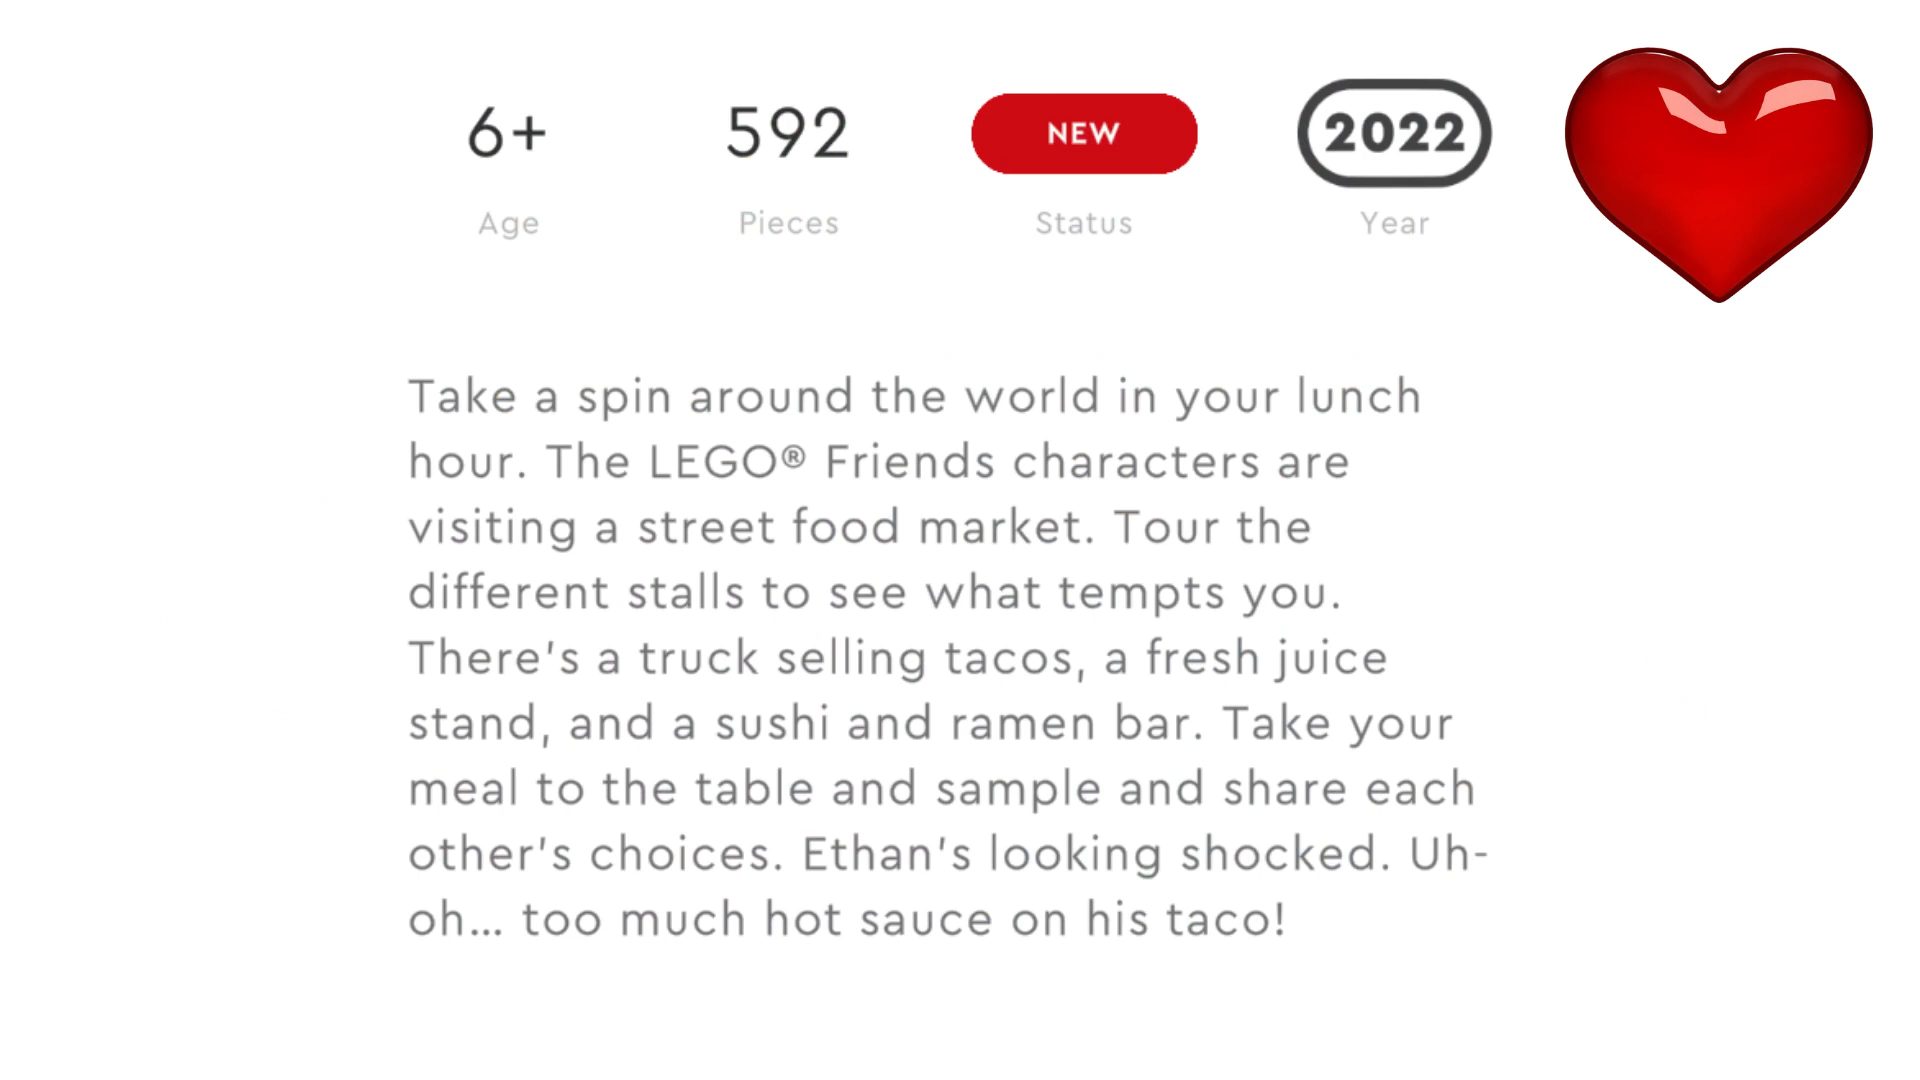 6+ 592 NEW 2022
Age Pieces Status Year
Take a spin around the world in your lunch
hour. The LEGO® Friends characters are
visiting a street food market. Tour the
different stalls to see what tempts you.
There's a truck selling tacos, a fresh juice
stand, and a sushi and ramen bar. Take your
meal to the table and sample and share each
other's choices. Ethan's looking shocked. Uh-
oh... too much hot sauce on his taco!